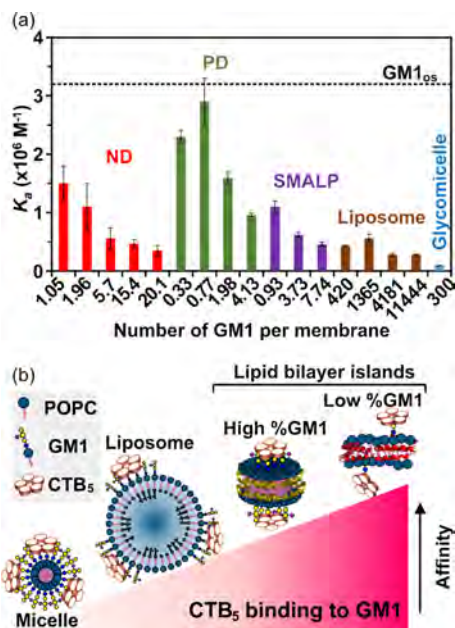 (a)
K_a (x10⁶ M⁻¹)
4
3
2
1
0
PD
GM1os
ND
SMALP
Liposome
Glycomicelle
1.05 1.96 5.7 15.4 20.1 0.33 0.77 1.98 4.13 0.93 3.73 7.74 420 1365 4181 11444 300
Number of GM1 per membrane
(b)
Lipid bilayer islands
POPC
GM1
CTB₅
Liposome
High %GM1
Low %GM1
Micelle
Affinity
CTB₅ binding to GM1